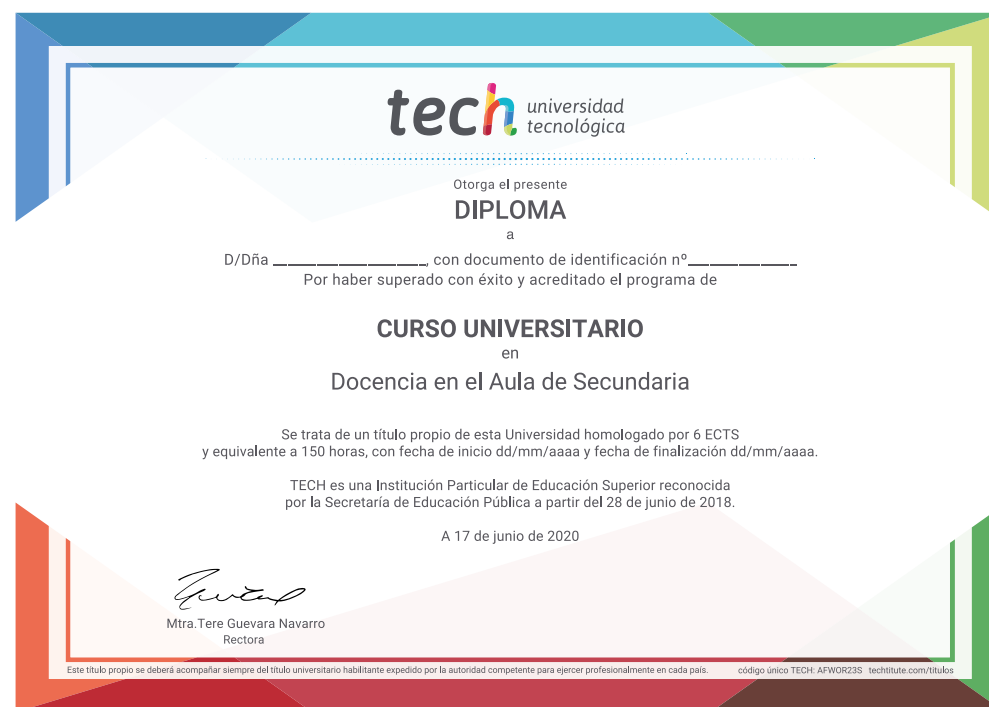 tech universidad
tecnológica
Otorga el presente
DIPLOMA
a
D/Dña ____________________, con documento de identificación nº______________
Por haber superado con éxito y acreditado el programa de
CURSO UNIVERSITARIO
en
Docencia en el Aula de Secundaria
Se trata de un título propio de esta Universidad homologado por 6 ECTS
y equivalente a 150 horas, con fecha de inicio dd/mm/aaaa y fecha de finalización dd/mm/aaaa.
TECH es una Institución Particular de Educación Superior reconocida
por la Secretaría de Educación Pública a partir del 28 de junio de 2018.
A 17 de junio de 2020
Mtra.Tere Guevara Navarro
Rectora
Este título propio se deberá acompañar siempre del título universitario habilitante expedido por la autoridad competente para ejercer profesionalmente en cada país. código único TECH: AFWOR23S techtitute.com/titulos